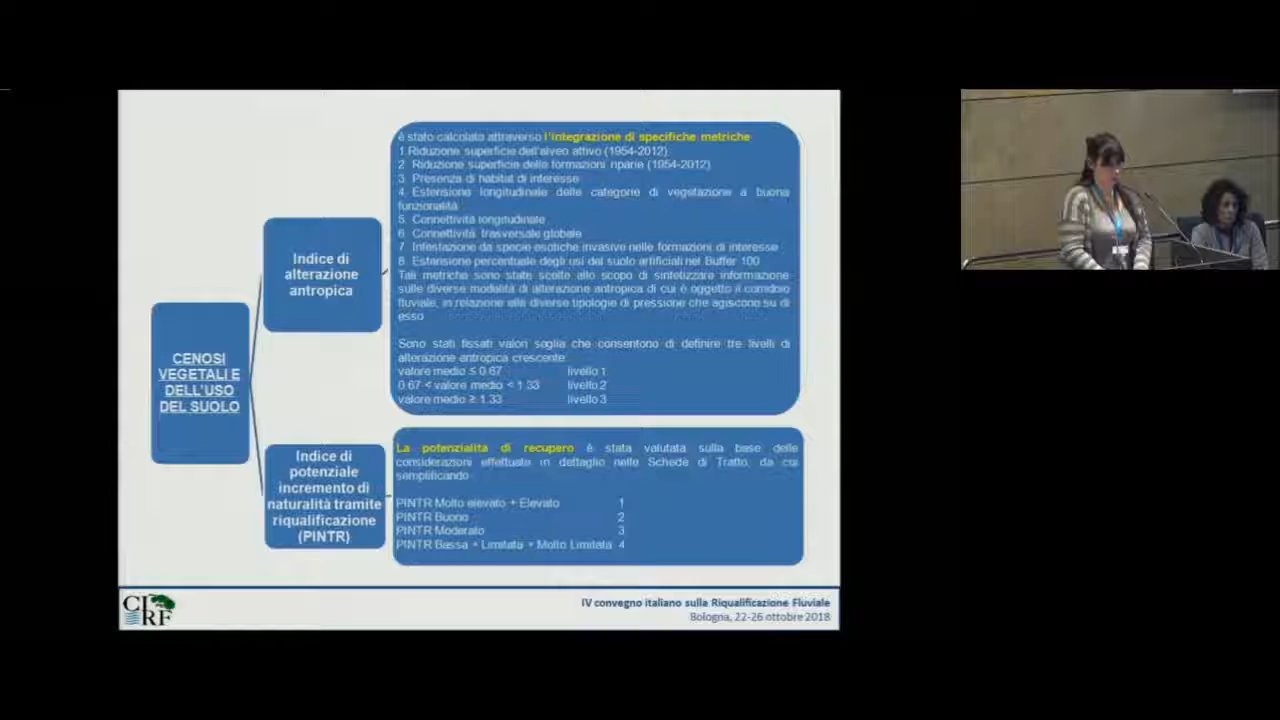 CENOSI
VEGETALI E
DELL'USO
DEL SUOLO
Indice di
alterazione
antropica
è stato calcolato attraverso l'integrazione di specifiche metriche
1.Riduzione superficie dell'alveo attivo (1954-2012)
2. Riduzione superficie delle formazioni riparie (1954-2012)
3. Presenza di habitat di interesse
4. Estensione longitudinale delle categorie di vegetazione a buona
funzionalità
5. Connettività longitudinale
6. Connettività trasversale globale
7. Infestazione da specie esotiche invasive nelle formazioni di interesse
8. Estensione percentuale degli usi del suolo artificiali nel Buffer 100
Tali metriche sono state scelte allo scopo di sintetizzare informazione
sulle diverse modalità di alterazione antropica di cui è oggetto il corridoio
fluviale, in relazione alle diverse tipologie di pressione che agiscono su di
esso
Sono stati fissati valori soglia che consentono di definire tre livelli di
alterazione antropica crescente:
valore medio ≤ 0.67 livello 1
0.67 < valore medio < 1.33 livello 2
valore medio ≥ 1.33 livello 3
Indice di
potenziale
incremento di
naturalità tramite
riqualificazione
(PINTR)
La potenzialità di recupero è stata valutata sulla base delle
considerazioni effettuate in dettaglio nelle Schede di Tratto, da cui
semplificando
PINTR Molto elevato + Elevato 1
PINTR Buono 2
PINTR Moderato 3
PINTR Bassa + Limitata + Molto Limitata 4
CIRF
IV convegno italiano sulla Riqualificazione Fluviale
Bologna, 22-26 ottobre 2018